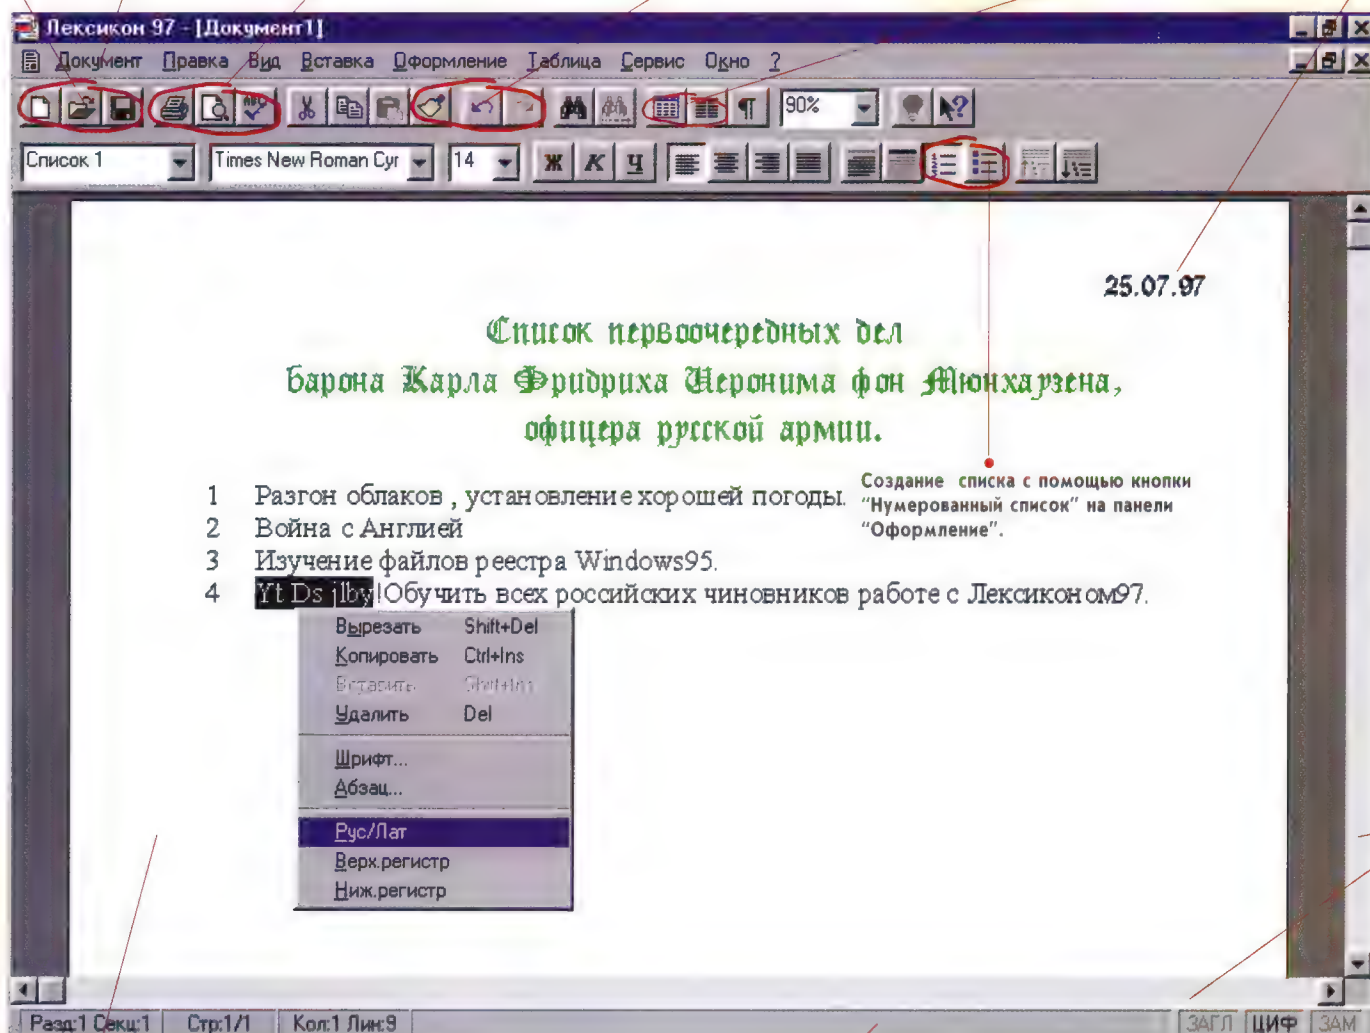 Лексикон 97 - [Документ1]
Документ Правка Вид Вставка Оформление Таблица Сервис Окно ?
90%
Список 1 Times New Roman Cyr 14 Ж К Ч
25.07.97
Список первоочередных дел
барона Карла Фридриха Иеронима фон Мюнхаузена,
офицера русской армии.
Создание списка с помощью кнопки
"Нумерованный список" на панели
"Оформление".
1 Разгон облаков , установление хорошей погоды.
2 Война с Англией
3 Изучение файлов реестра Windows95.
4 Yt Ds jlby!Обучить всех российских чиновников работе с Лексиконом97.
Вырезать Shift+Del
Копировать Ctrl+Ins
Вставить Shift+Ins
Удалить Del
Шрифт...
Абзац...
Рус/Лат
Верх.регистр
Ниж.регистр
Разд:1 Секц:1 Стр:1/1 Кол:1 Лин:9 ЗАГЛ ЦИФ ЗАМ